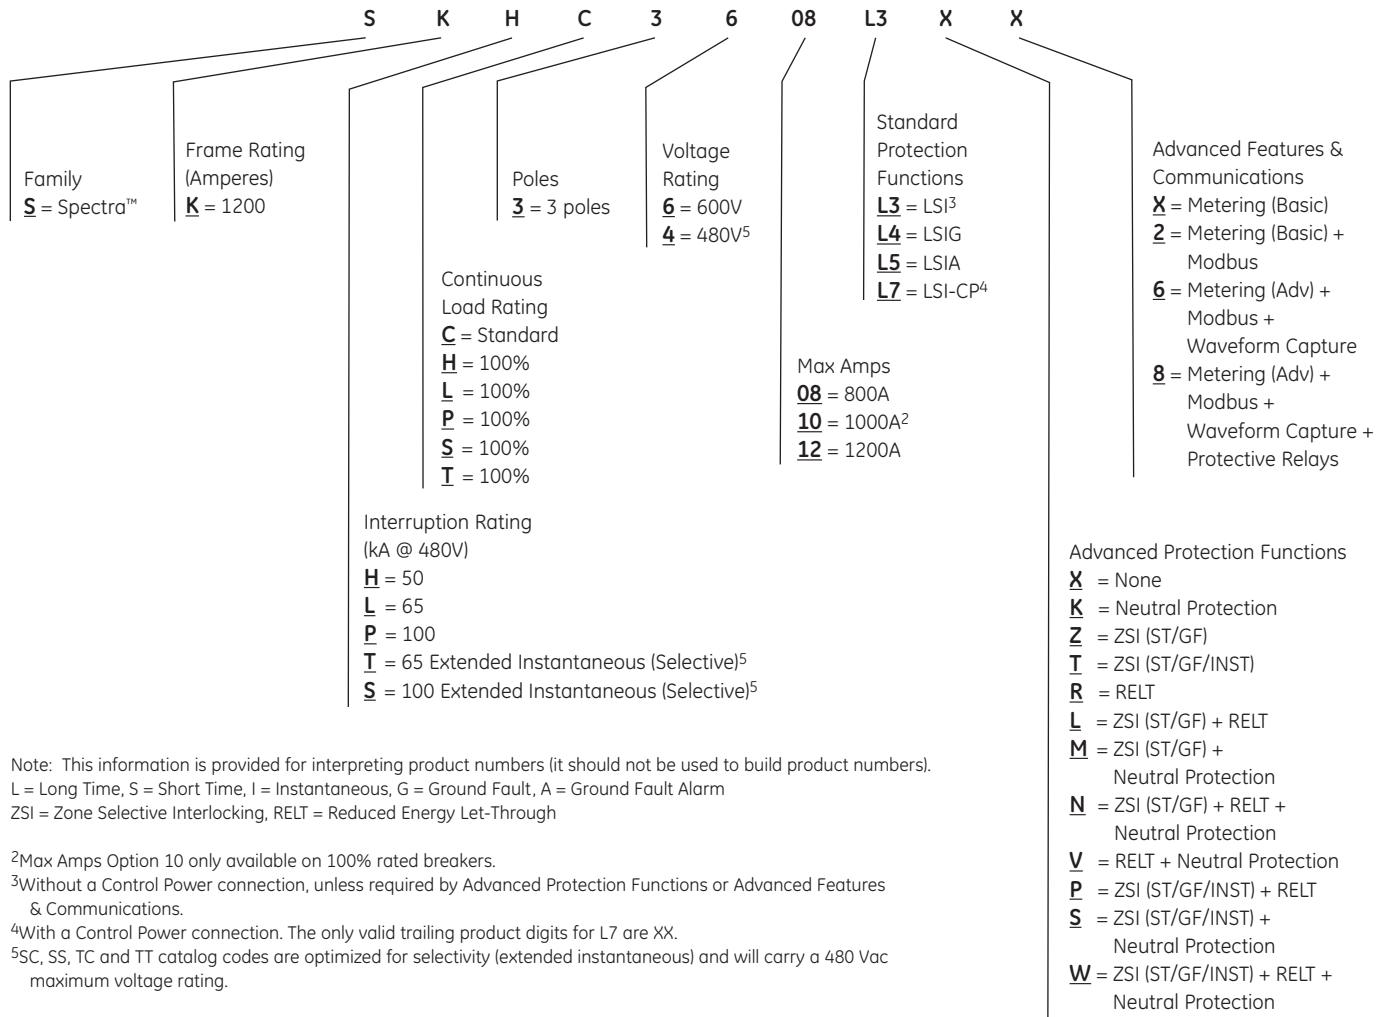 S K H C 3 6 08 L3 X X
Family
S = Spectra™
Frame Rating
(Amperes)
K = 1200
Interruption Rating
(kA @ 480V)
H = 50
L = 65
P = 100
T = 65 Extended Instantaneous (Selective)5
S = 100 Extended Instantaneous (Selective)5
Continuous
Load Rating
C = Standard
H = 100%
L = 100%
P = 100%
S = 100%
T = 100%
Poles
3 = 3 poles
Voltage
Rating
6 = 600V
4 = 480V5
Max Amps
08 = 800A
10 = 1000A2
12 = 1200A
Standard
Protection
Functions
L3 = LSI3
L4 = LSIG
L5 = LSIA
L7 = LSI-CP4
Advanced Features &
Communications
X = Metering (Basic)
2 = Metering (Basic) +
Modbus
6 = Metering (Adv) +
Modbus +
Waveform Capture
8 = Metering (Adv) +
Modbus +
Waveform Capture +
Protective Relays
Advanced Protection Functions
X = None
K = Neutral Protection
Z = ZSI (ST/GF)
T = ZSI (ST/GF/INST)
R = RELT
L = ZSI (ST/GF) + RELT
M = ZSI (ST/GF) +
Neutral Protection
N = ZSI (ST/GF) + RELT +
Neutral Protection
V = RELT + Neutral Protection
P = ZSI (ST/GF/INST) + RELT
S = ZSI (ST/GF/INST) +
Neutral Protection
W = ZSI (ST/GF/INST) + RELT +
Neutral Protection
Note: This information is provided for interpreting product numbers (it should not be used to build product numbers).
L = Long Time, S = Short Time, I = Instantaneous, G = Ground Fault, A = Ground Fault Alarm
ZSI = Zone Selective Interlocking, RELT = Reduced Energy Let-Through
2Max Amps Option 10 only available on 100% rated breakers.
3Without a Control Power connection, unless required by Advanced Protection Functions or Advanced Features
& Communications.
4With a Control Power connection. The only valid trailing product digits for L7 are XX.
5SC, SS, TC and TT catalog codes are optimized for selectivity (extended instantaneous) and will carry a 480 Vac
maximum voltage rating.